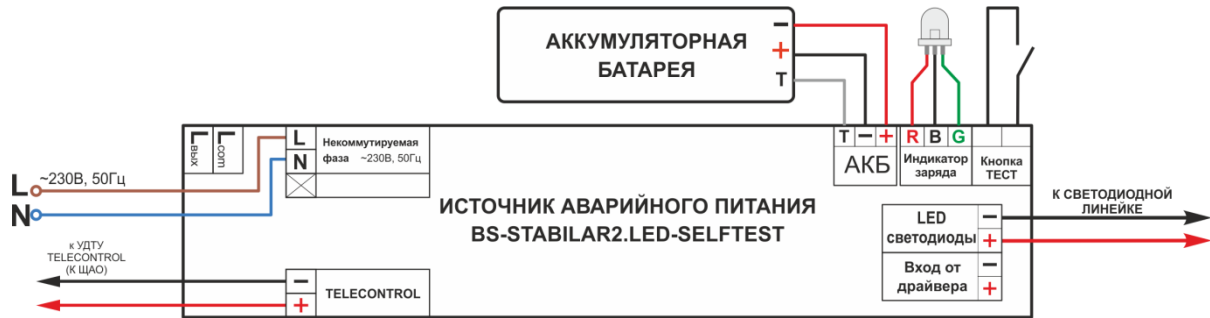 АККУМУЛЯТОРНАЯ
БАТАРЕЯ
−
+
Т
Lвых
Lcom
L
N
Некоммутируемая
фаза ~230В, 50Гц
Т − +
АКБ
R B G
Индикатор
заряда
Кнопка
ТЕСТ
L ~230В, 50Гц
N
ИСТОЧНИК АВАРИЙНОГО ПИТАНИЯ
BS-STABILAR2.LED-SELFTEST
к УДТУ
TELECONTROL
(К ЩАО)
−
+
TELECONTROL
LED
светодиоды
−
+
Вход от
драйвера
−
+
К СВЕТОДИОДНОЙ
ЛИНЕЙКЕ